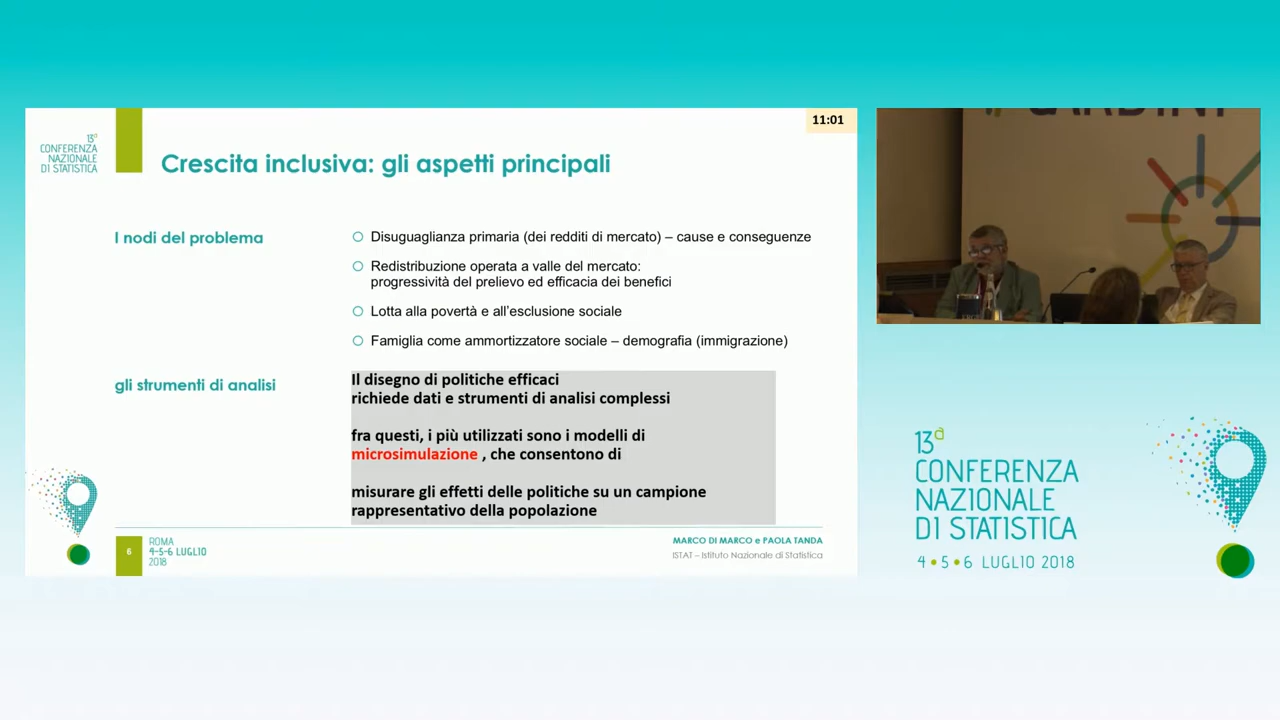 11:01
13ª
CONFERENZA
NAZIONALE
DI STATISTICA
Crescita inclusiva: gli aspetti principali
I nodi del problema
Disuguaglianza primaria (dei redditi di mercato) – cause e conseguenze
Redistribuzione operata a valle del mercato:
progressività del prelievo ed efficacia dei benefici
Lotta alla povertà e all'esclusione sociale
Famiglia come ammortizzatore sociale – demografia (immigrazione)
gli strumenti di analisi
Il disegno di politiche efficaci
richiede dati e strumenti di analisi complessi
fra questi, i più utilizzati sono i modelli di
microsimulazione , che consentono di
misurare gli effetti delle politiche su un campione
rappresentativo della popolazione
6
ROMA
4-5-6 LUGLIO
2018
MARCO DI MARCO e PAOLA TANDA
ISTAT – Istituto Nazionale di Statistica
13ª
CONFERENZA
NAZIONALE
DI STATISTICA
4•5•6 LUGLIO 2018